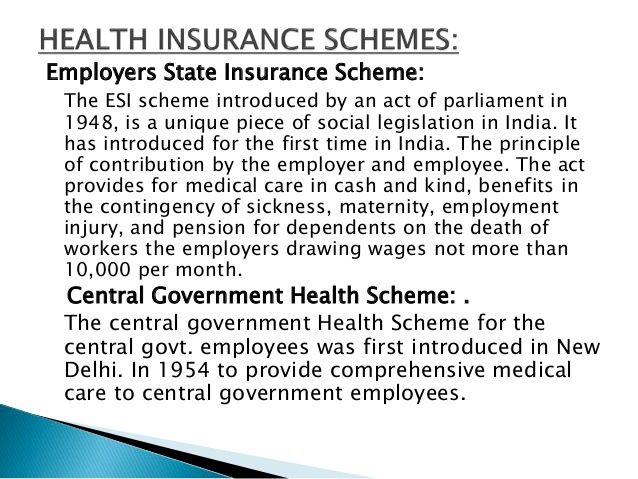 HEALTH INSURANCE SCHEMES:
Employers State Insurance Scheme:
The ESI scheme introduced by an act of parliament in
1948, is a unique piece of social legislation in India. It
has introduced for the first time in India. The principle
of contribution by the employer and employee. The act
provides for medical care in cash and kind, benefits in
the contingency of sickness, maternity, employment
injury, and pension for dependents on the death of
workers the employers drawing wages not more than
10,000 per month.
Central Government Health Scheme: .
The central government Health Scheme for the
central govt. employees was first introduced in New
Delhi. In 1954 to provide comprehensive medical
care to central government employees.